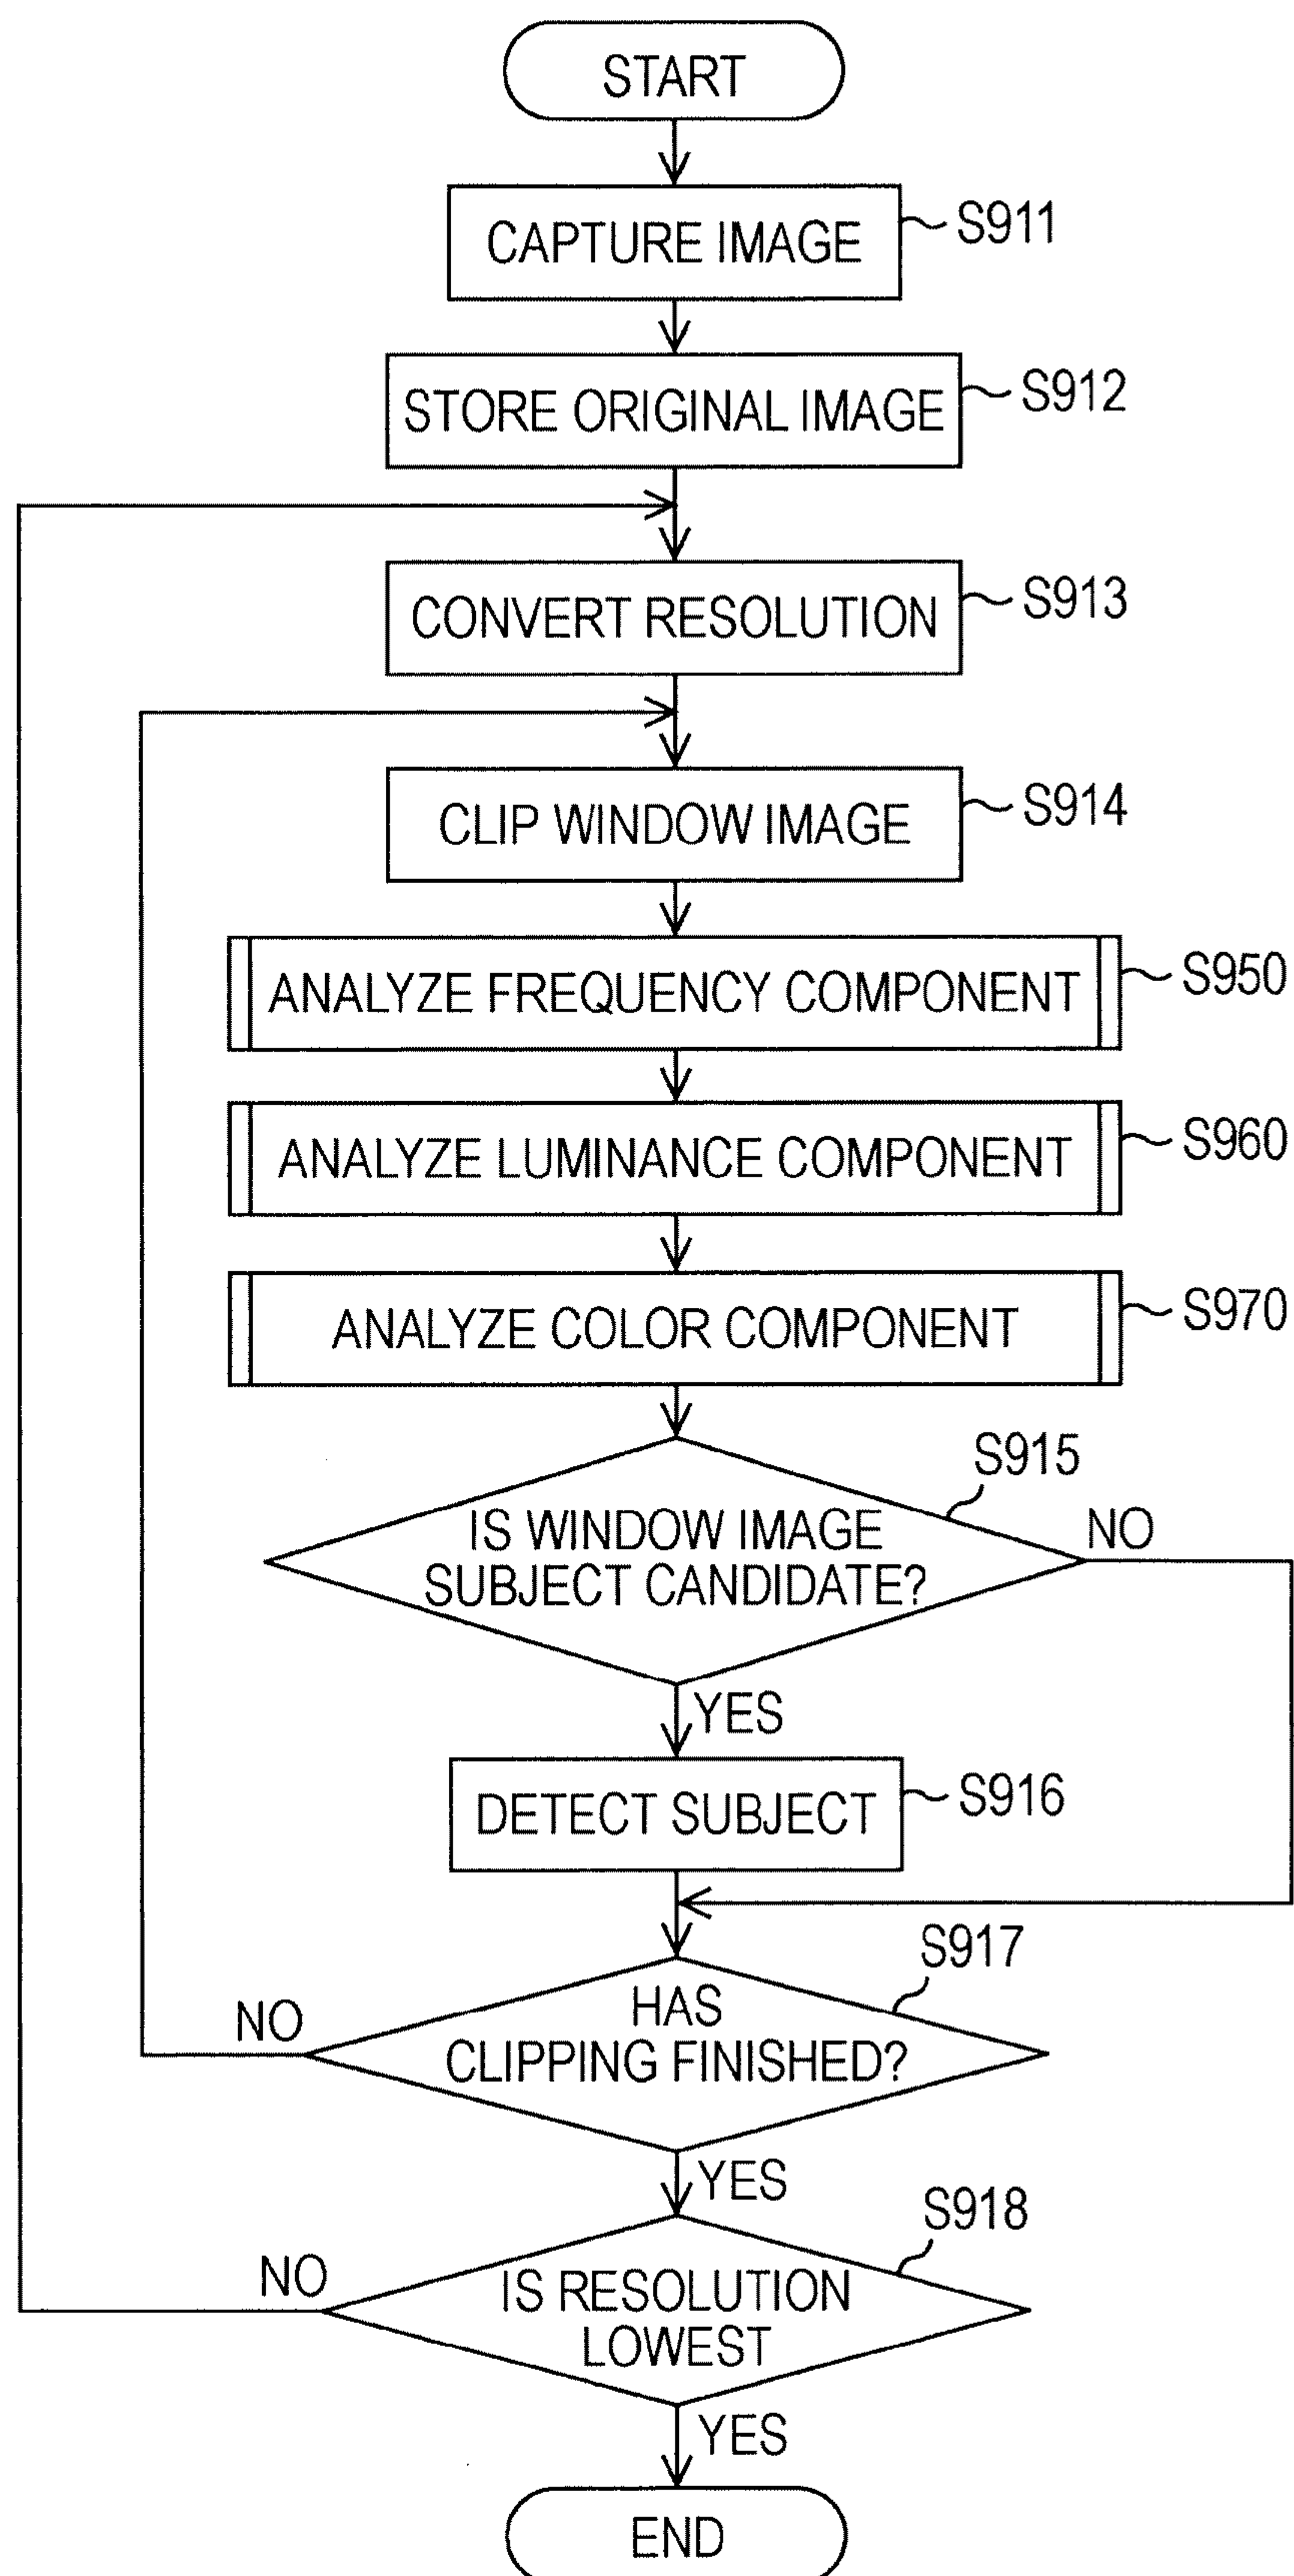 START
CAPTURE IMAGE
S911
STORE ORIGINAL IMAGE
S912
CONVERT RESOLUTION
S913
CLIP WINDOW IMAGE
S914
ANALYZE FREQUENCY COMPONENT
S950
ANALYZE LUMINANCE COMPONENT
S960
ANALYZE COLOR COMPONENT
S970
S915
IS WINDOW IMAGE
SUBJECT CANDIDATE?
NO
YES
DETECT SUBJECT
S916
S917
HAS
CLIPPING FINISHED?
NO
YES
S918
IS RESOLUTION
LOWEST
NO
YES
END